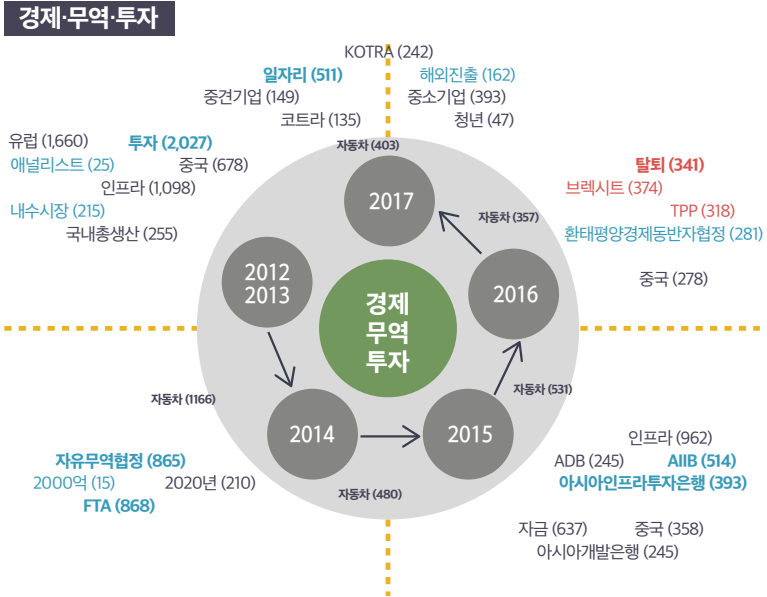 경제·무역·투자
KOTRA (242)
일자리 (511)
해외진출 (162)
중견기업 (149)
중소기업 (393)
코트라 (135)
청년 (47)
유럽 (1,660)
투자 (2,027)
애널리스트 (25)
중국 (678)
인프라 (1,098)
내수시장 (215)
국내총생산 (255)
자동차 (403)
2017
탈퇴 (341)
브렉시트 (374)
TPP (318)
환태평양경제동반자협정 (281)
중국 (278)
자동차 (357)
2012
2013
경제
무역
투자
2016
자동차 (1166)
자동차 (531)
2014
2015
자유무역협정 (865)
2000억 (15)
2020년 (210)
FTA (868)
자동차 (480)
인프라 (962)
ADB (245)
AIIB (514)
아시아인프라투자은행 (393)
자금 (637)
중국 (358)
아시아개발은행 (245)